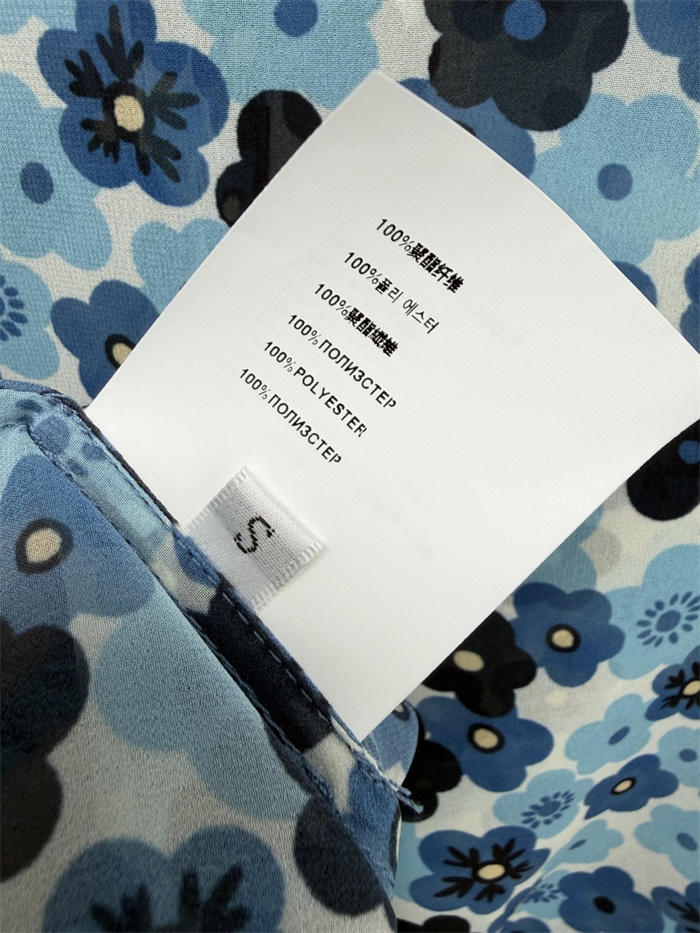 100%聚酯纤维
100%폴리 에스터
100%聚酯纖維
100%ПОЛИЭСТЕР
100%POLYESTER
100%ПОЛИЭСТЕР
S